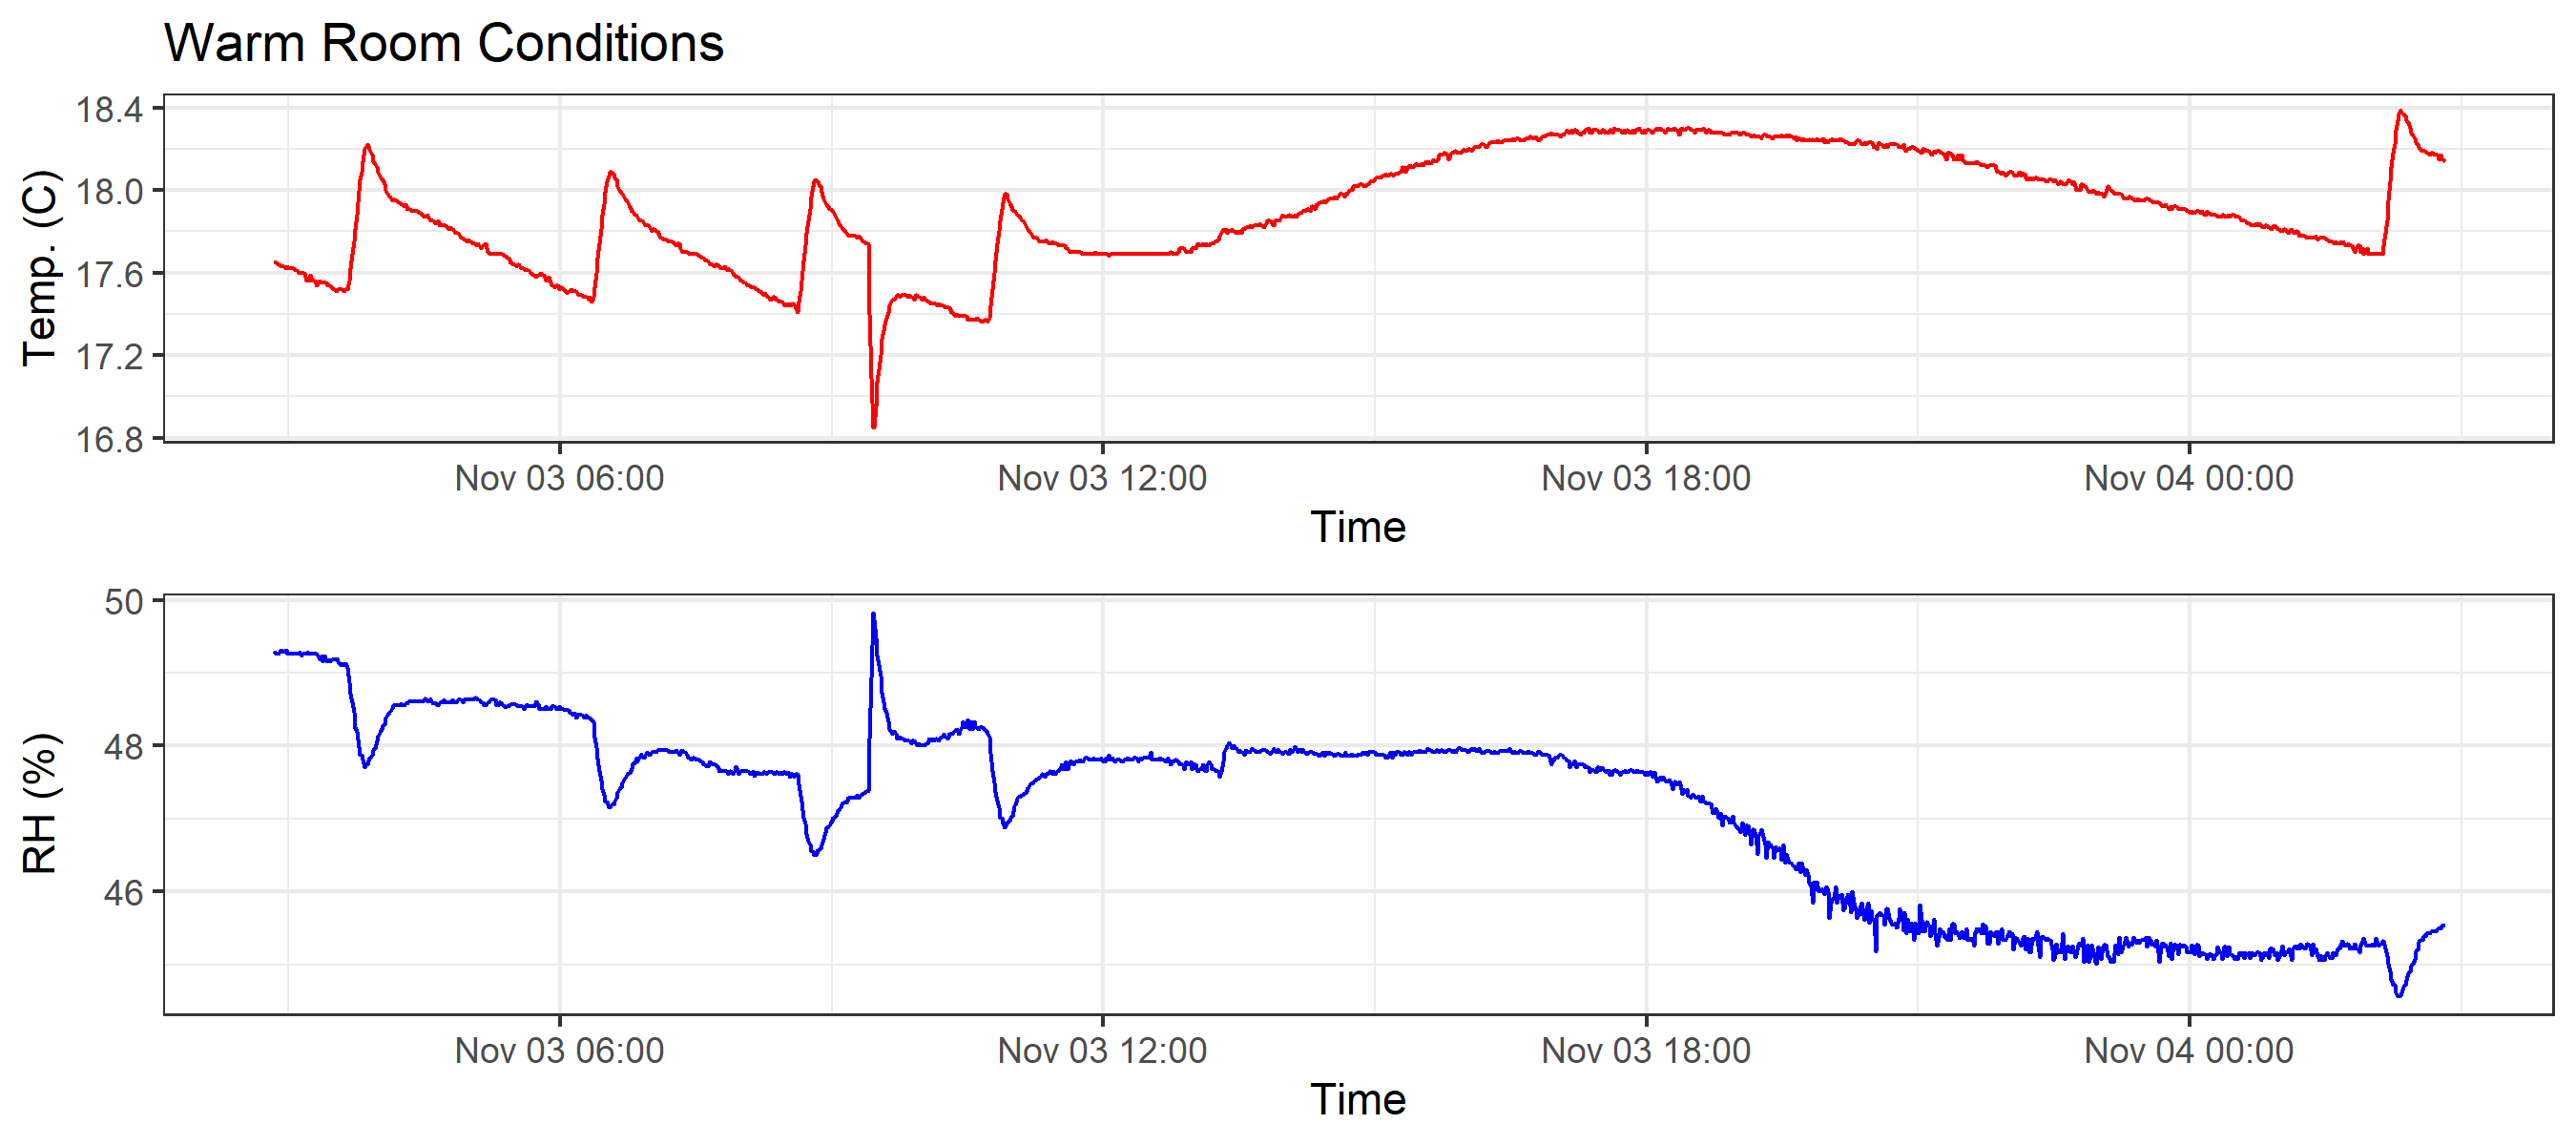 Warm Room Conditions
18.4
18.0
17.6
17.2
16.8
Temp. (C)
Nov 03 06:00 Nov 03 12:00 Nov 03 18:00 Nov 04 00:00
Time
50
48
46
RH (%)
Nov 03 06:00 Nov 03 12:00 Nov 03 18:00 Nov 04 00:00
Time